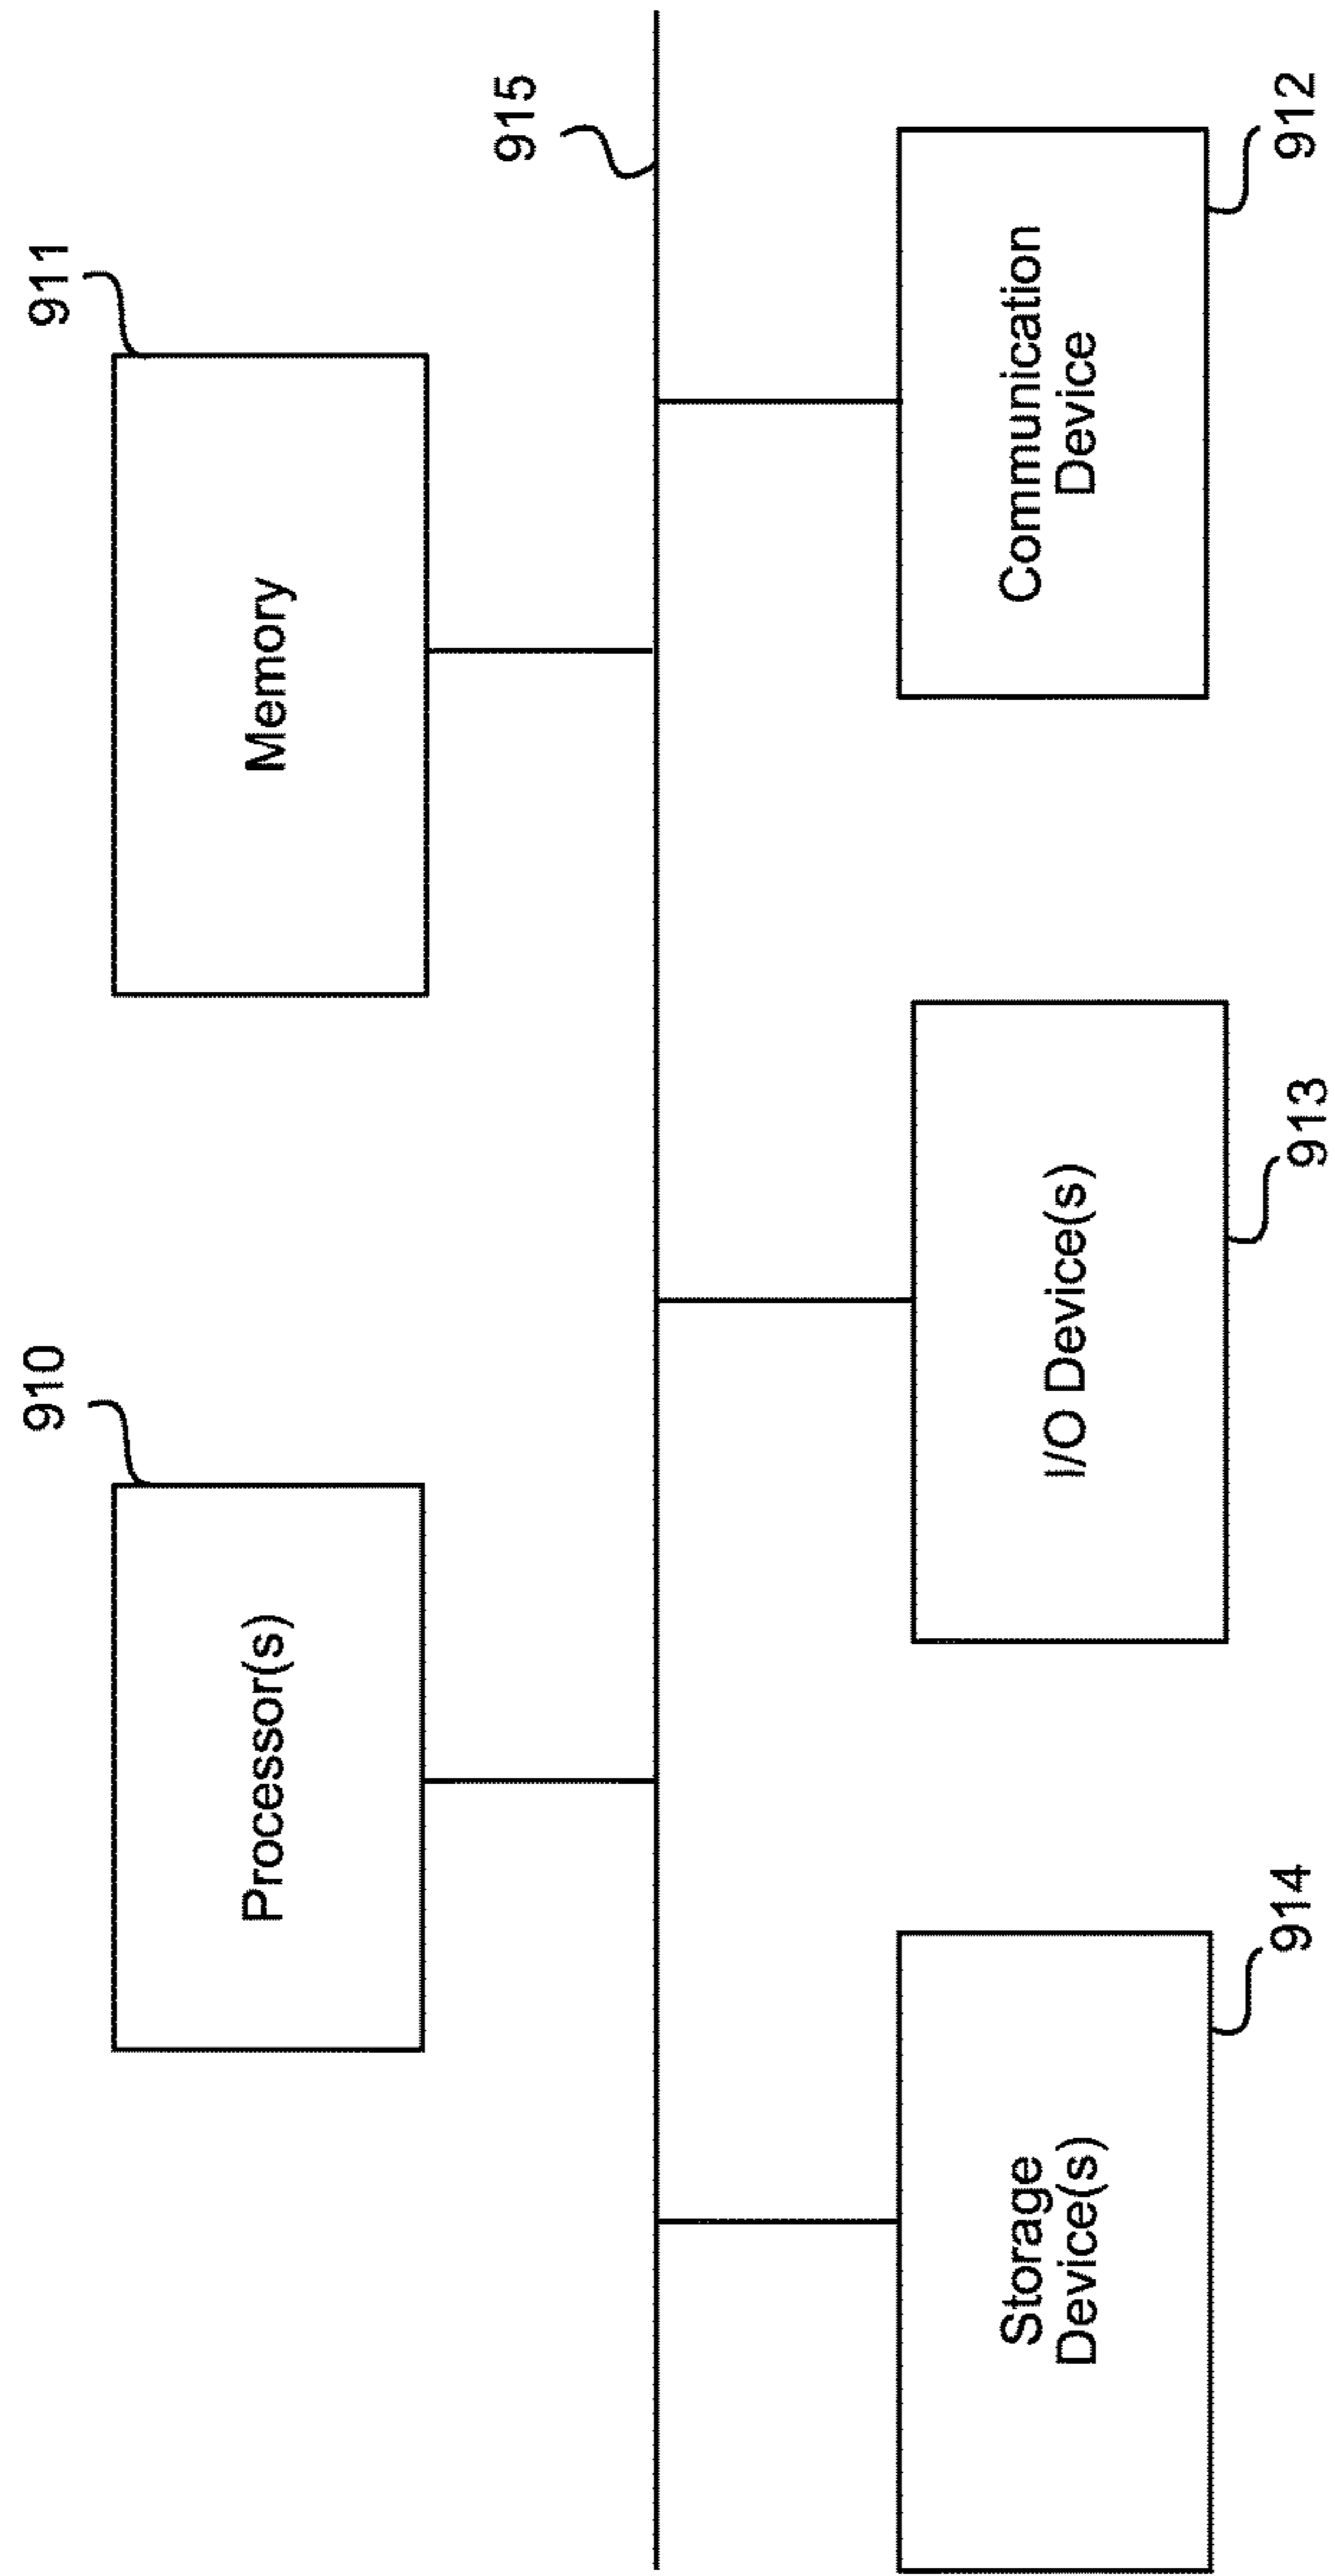 910
911
Processor(s)
Memory
915
Storage
Device(s)
I/O Device(s)
Communication
Device
914
913
912